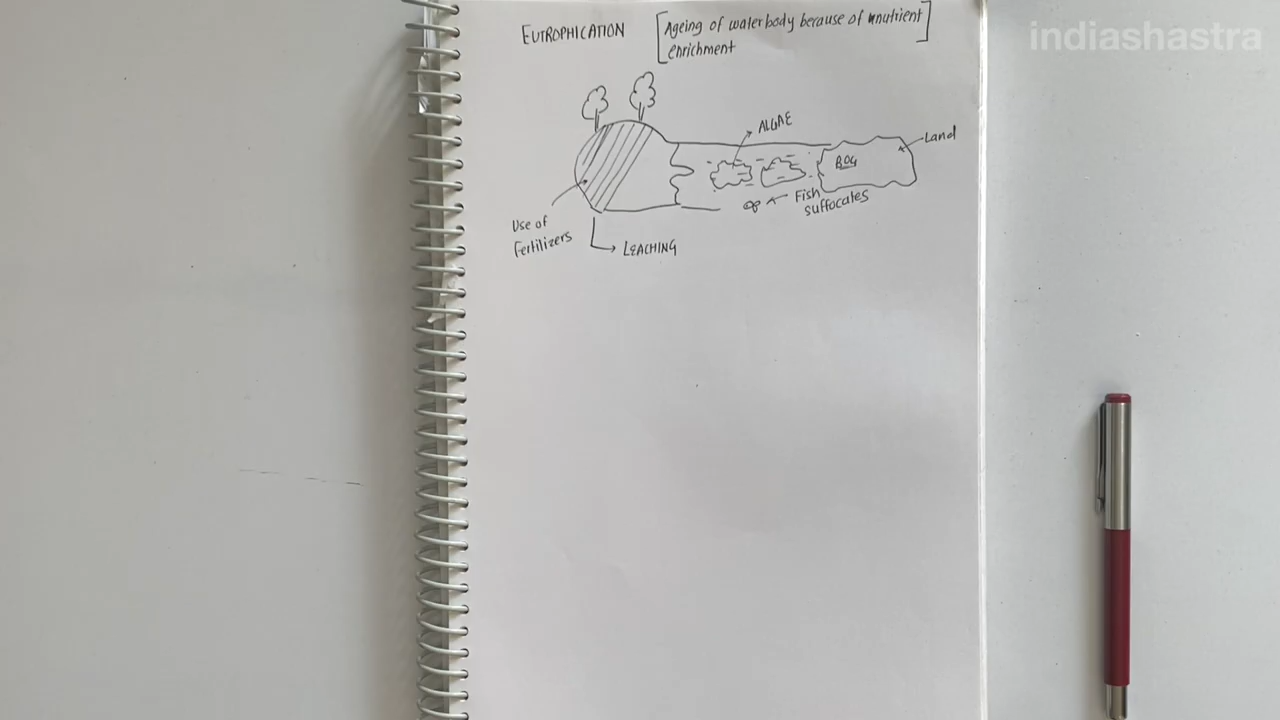 indiashastra
EUTROPHICATION
[Ageing of waterbody because of nutrient
enrichment]
ALGAE
Land
BOG
Fish
suffocates
Use of
Fertilizers
LEACHING